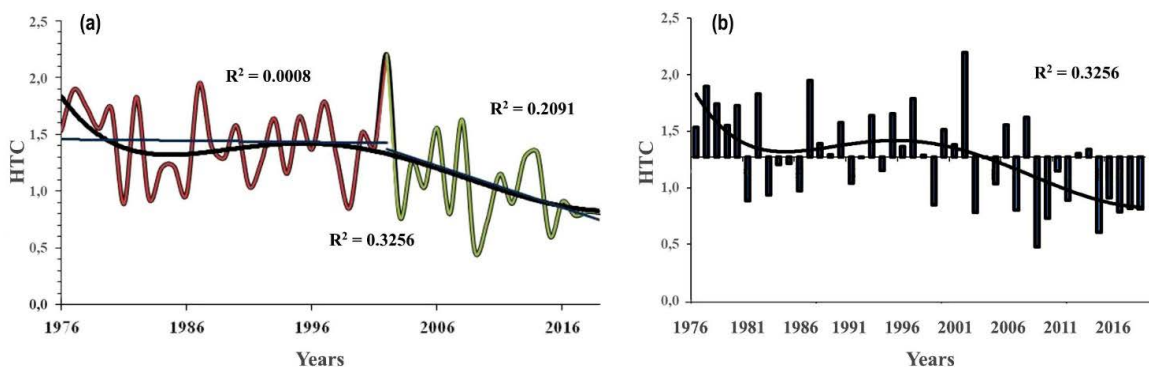 (a)
2,5
2,0
1,5
1,0
0,5
0,0
HTC
R² = 0.0008
R² = 0.2091
R² = 0.3256
1976 1986 1996 2006 2016
Years
(b)
2,5
2,0
1,5
1,0
0,5
0,0
HTC
R² = 0.3256
1976 1981 1986 1991 1996 2001 2006 2011 2016
Years